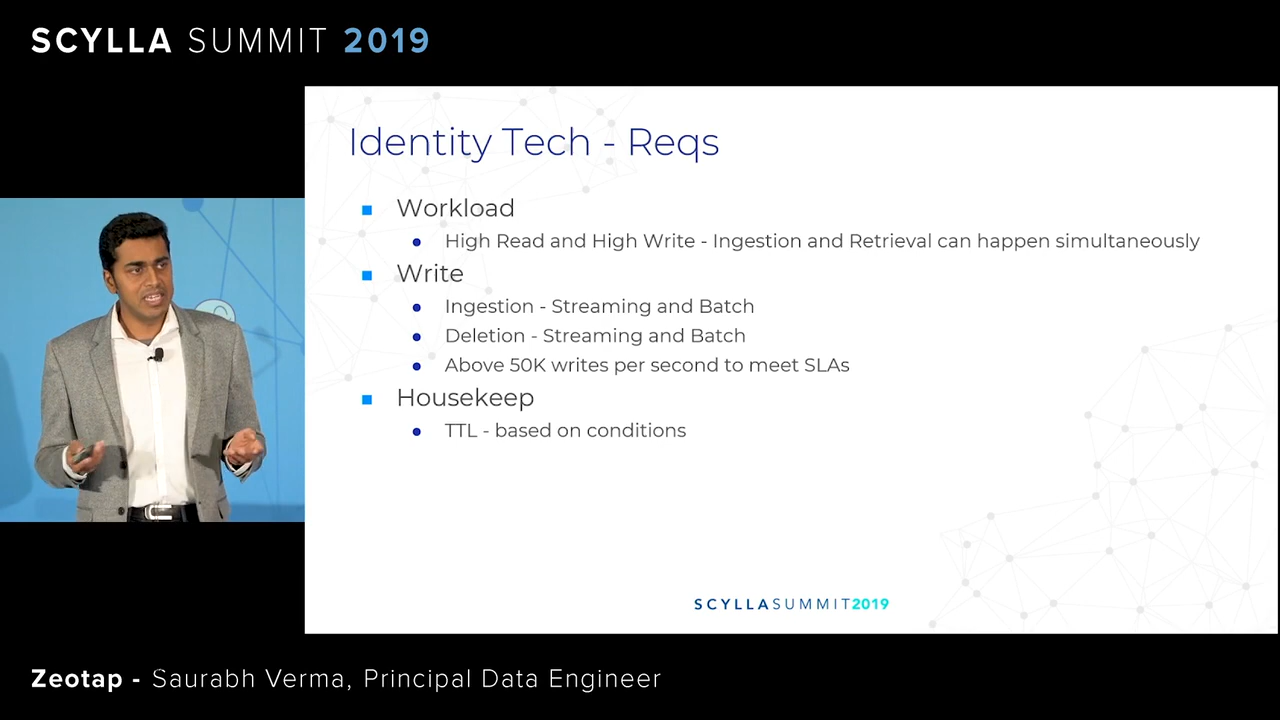 SCYLLA SUMMIT 2019
Identity Tech - Reqs
Workload
High Read and High Write - Ingestion and Retrieval can happen simultaneously
Write
Ingestion - Streaming and Batch
Deletion - Streaming and Batch
Above 50K writes per second to meet SLAs
Housekeep
TTL - based on conditions
SCYLLASUMMIT2019
Zeotap - Saurabh Verma, Principal Data Engineer